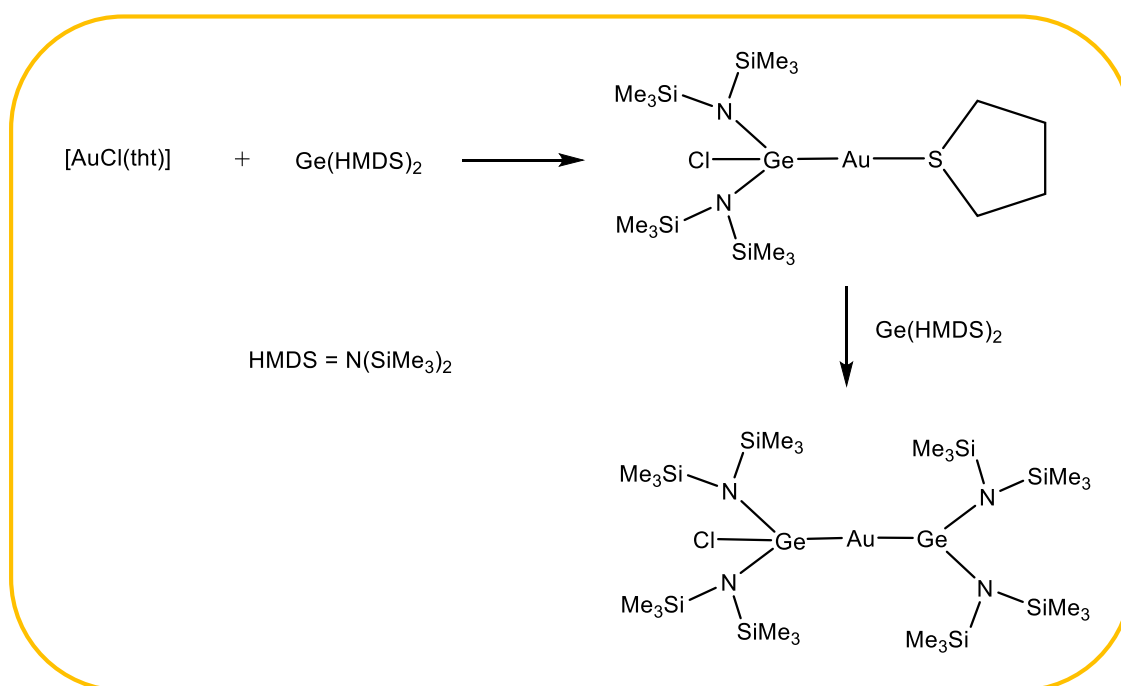 [AuCl(tht)] + Ge(HMDS)₂
SiMe₃
Me₃Si
N
Cl Ge Au S
N
Me₃Si
SiMe₃
Ge(HMDS)₂
HMDS = N(SiMe₃)₂
SiMe₃
Me₃Si
Me₃Si
SiMe₃
N
N
Cl Ge Au Ge
N
N
Me₃Si
SiMe₃
SiMe₃
Me₃Si